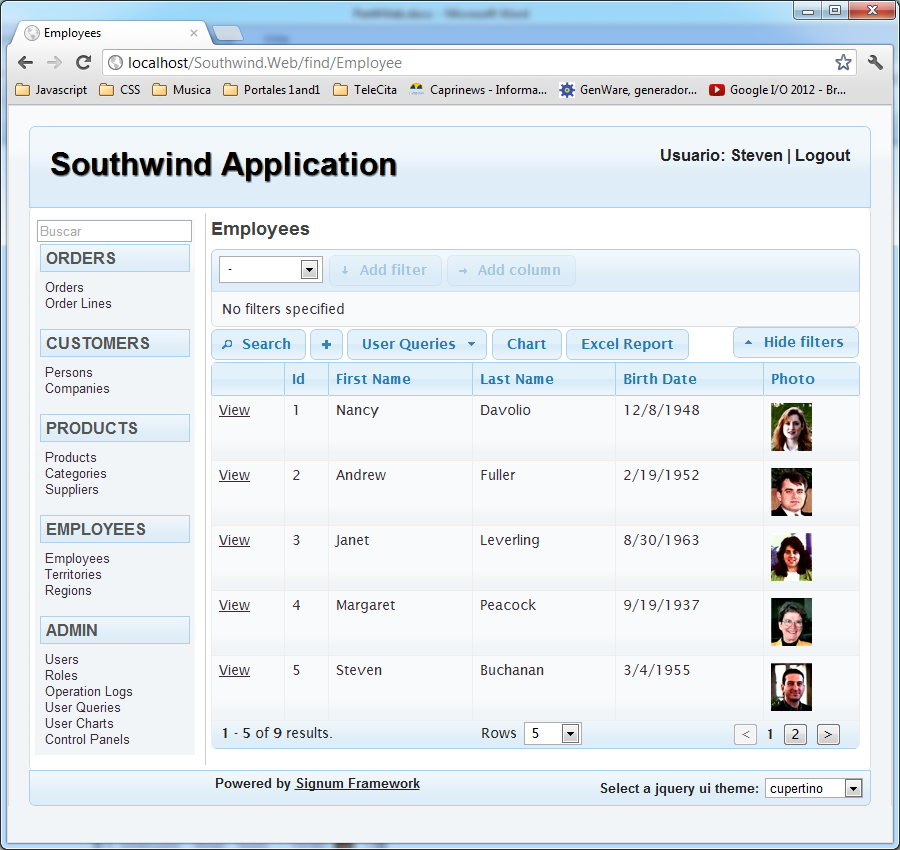 Employees
localhost/Southwind.Web/find/Employee
Javascript CSS Musica Portales 1and1 TeleCita Caprinews - Informa... GenWare, generador... Google I/O 2012 - Br...
Southwind Application
Usuario: Steven | Logout
Buscar
ORDERS
Orders
Order Lines
CUSTOMERS
Persons
Companies
PRODUCTS
Products
Categories
Suppliers
EMPLOYEES
Employees
Territories
Regions
ADMIN
Users
Roles
Operation Logs
User Queries
User Charts
Control Panels
Employees
- Add filter Add column
No filters specified
Search + User Queries Chart Excel Report Hide filters
Id First Name Last Name Birth Date Photo
View 1 Nancy Davolio 12/8/1948
View 2 Andrew Fuller 2/19/1952
View 3 Janet Leverling 8/30/1963
View 4 Margaret Peacock 9/19/1937
View 5 Steven Buchanan 3/4/1955
1 - 5 of 9 results. Rows 5 < 1 2 >
Powered by Signum Framework
Select a jquery ui theme: cupertino